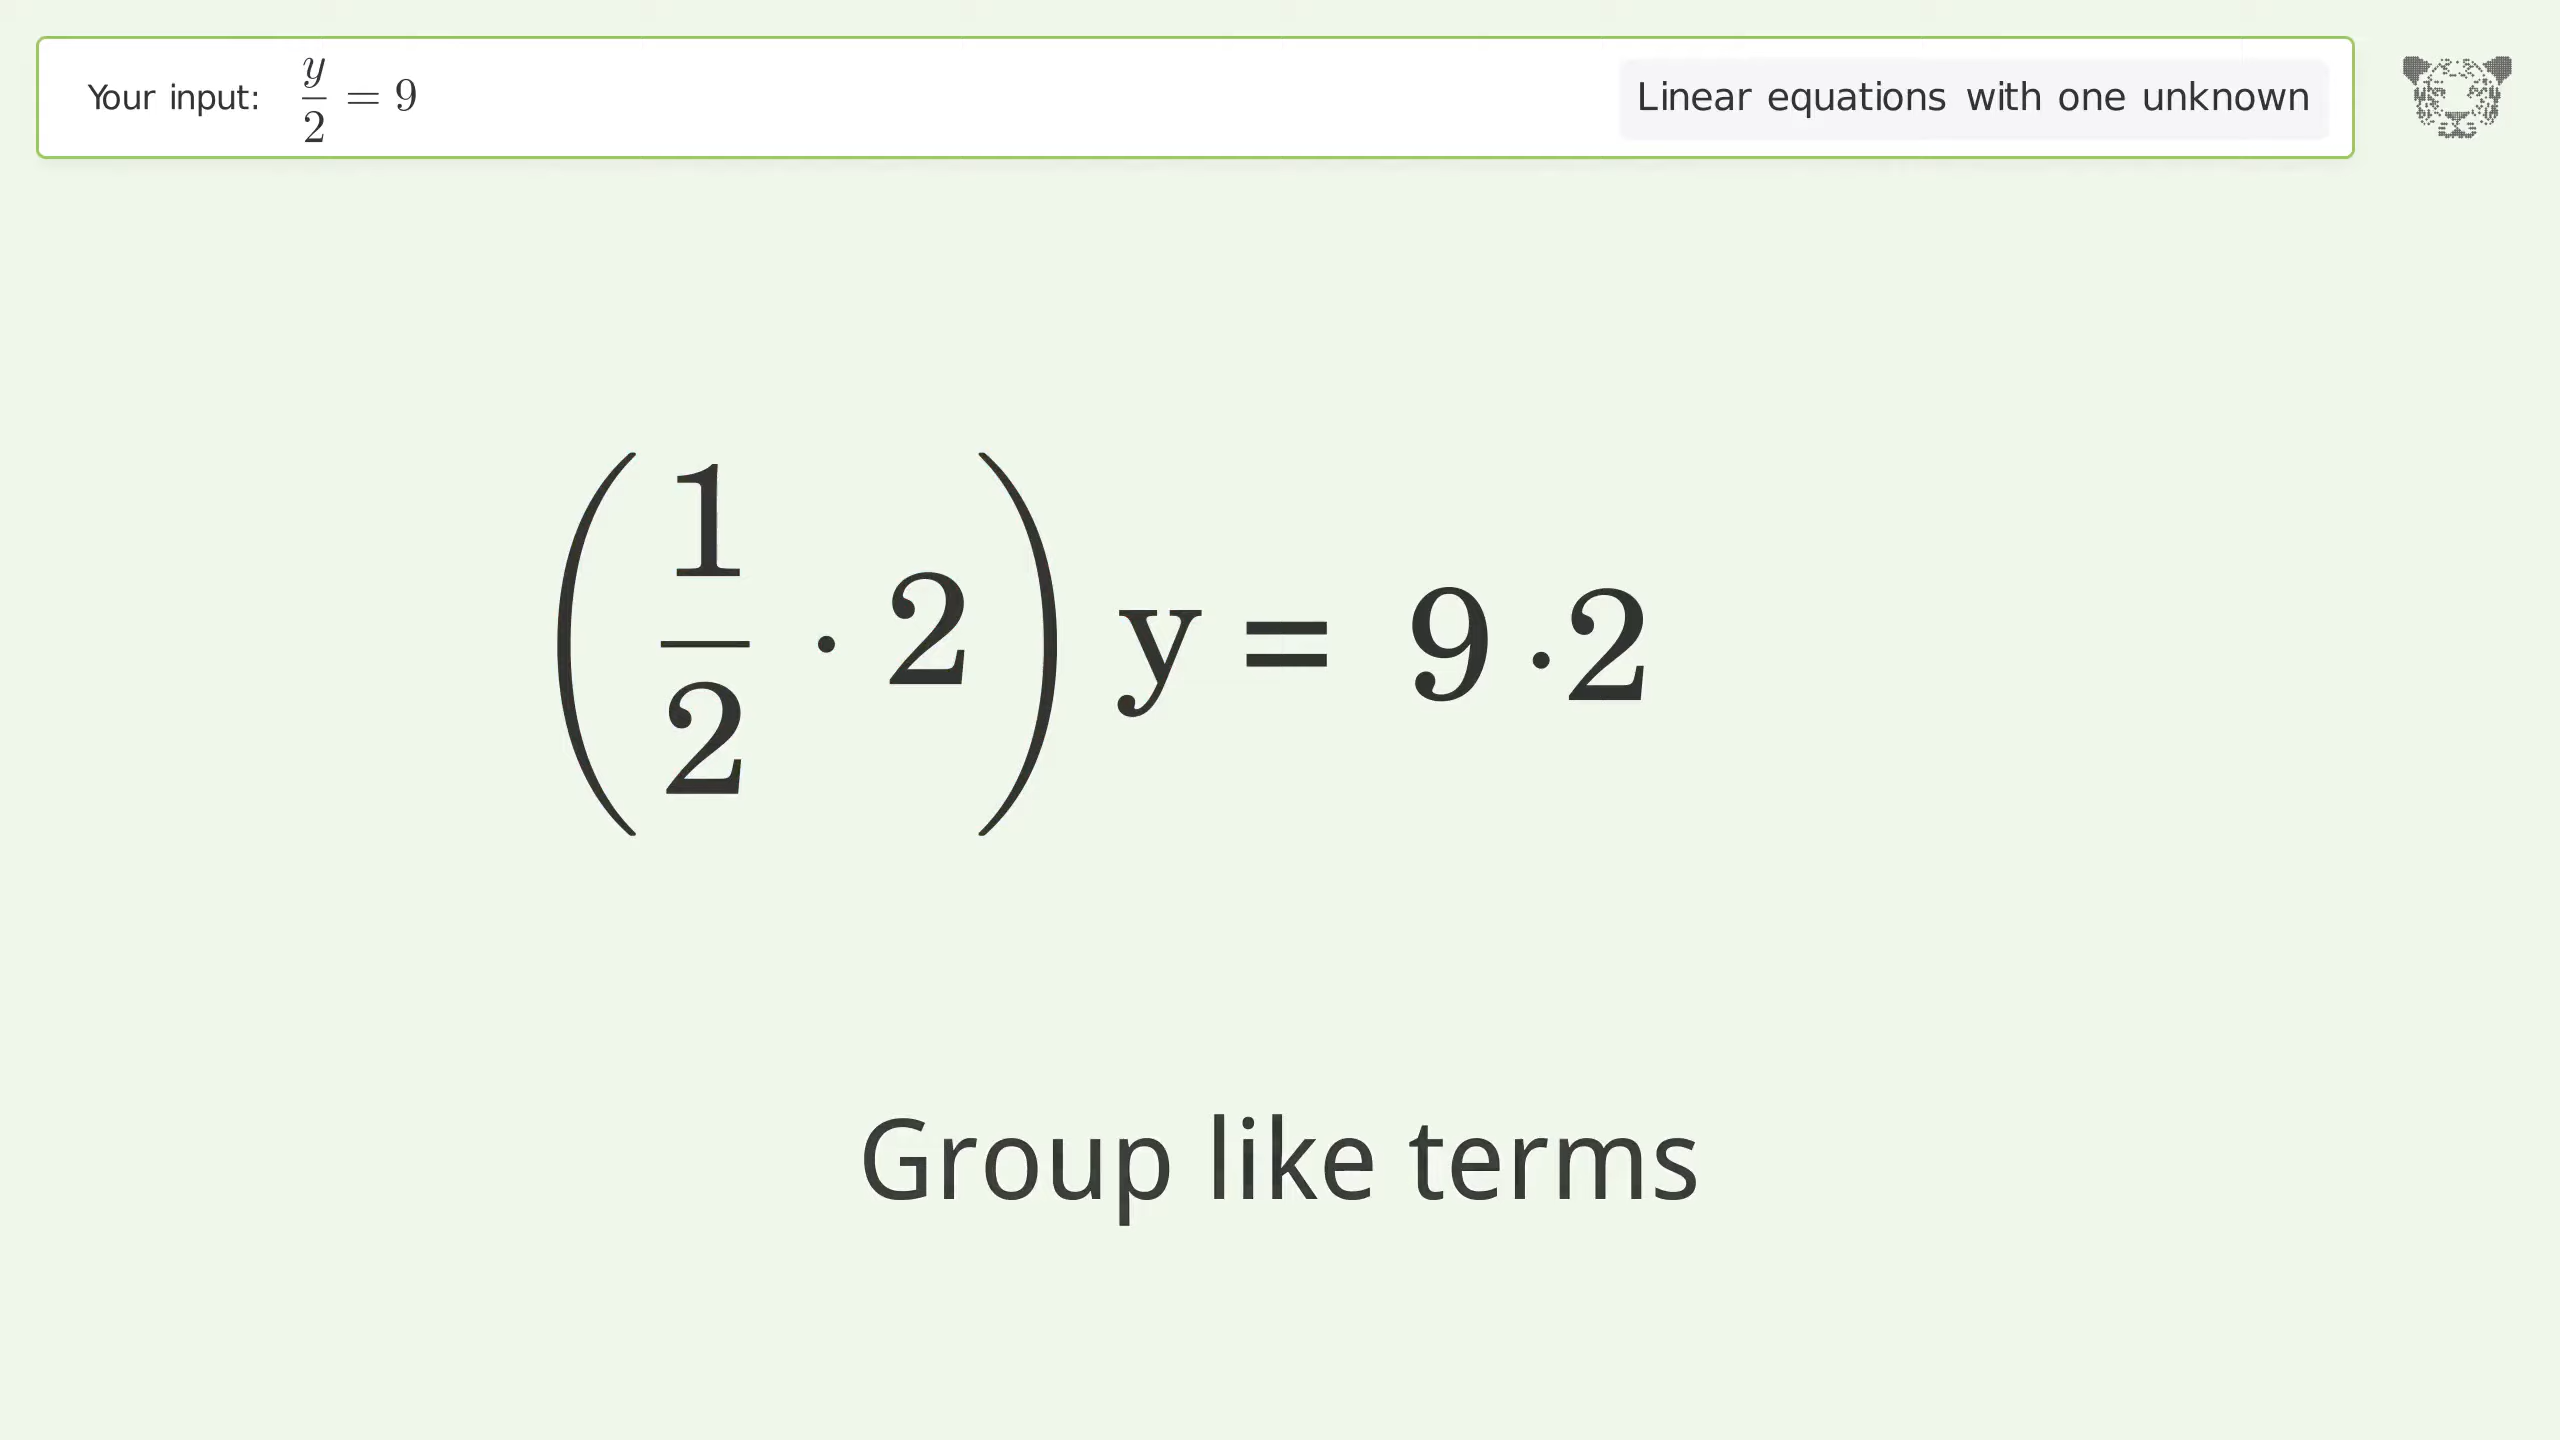 Your input: y/2 = 9
Linear equations with one unknown
(1/2 · 2) y = 9 · 2
Group like terms